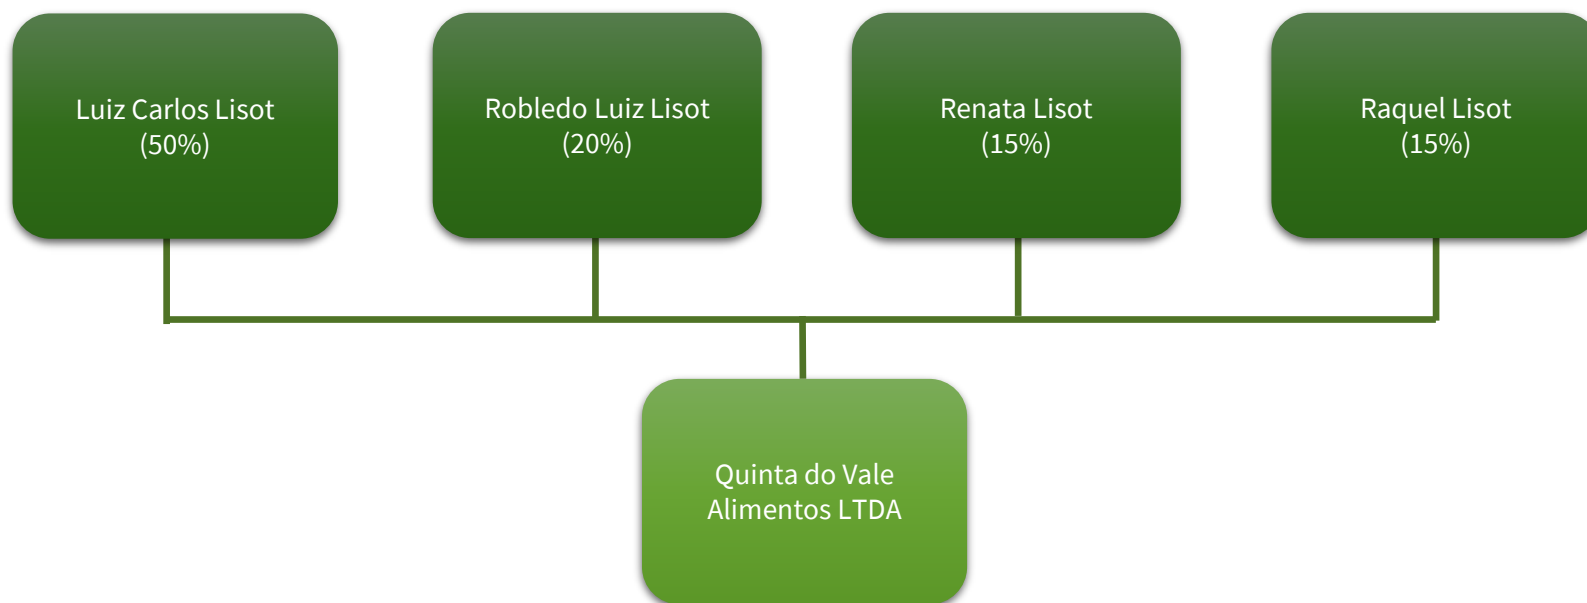 Luiz Carlos Lisot
(50%)
Robledo Luiz Lisot
(20%)
Renata Lisot
(15%)
Raquel Lisot
(15%)
Quinta do Vale
Alimentos LTDA